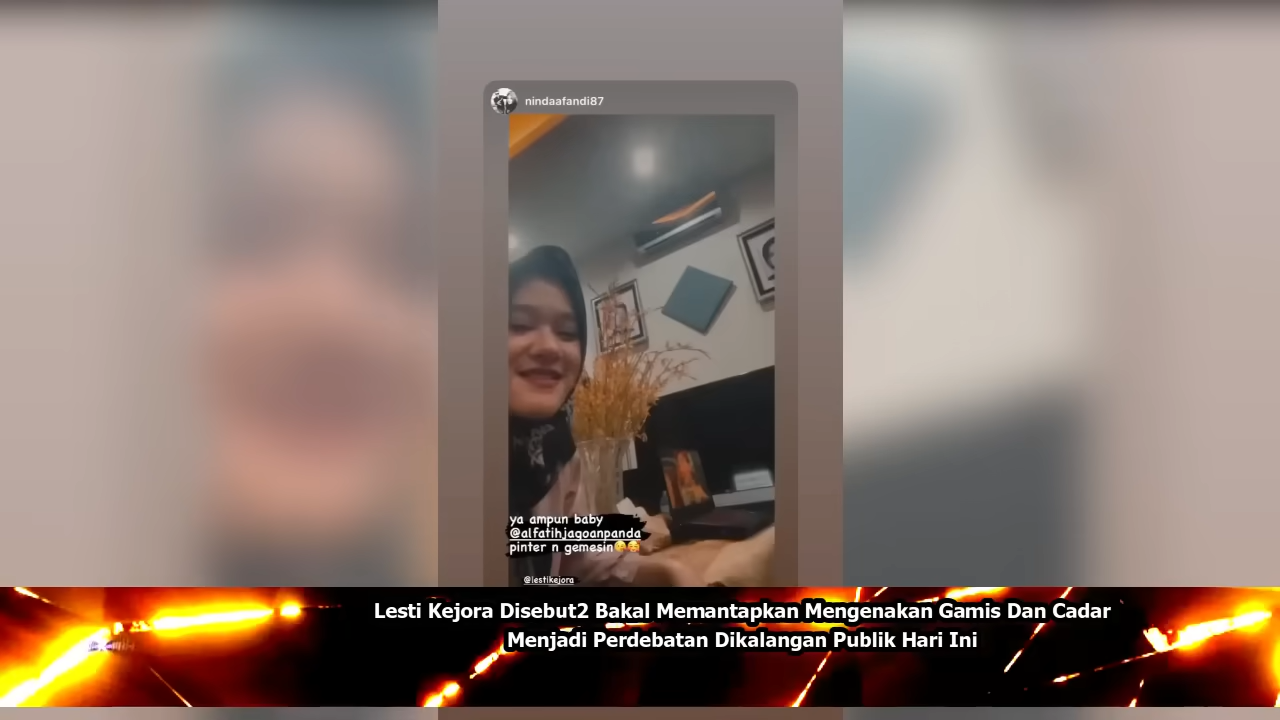 nindaafandi87
ya ampun baby
@alfatihjagoanpanda
pinter n gemesin🥰🥰
@lestikejora
Lesti Kejora Disebut2 Bakal Memantapkan Mengenakan Gamis Dan Cadar
Menjadi Perdebatan Dikalangan Publik Hari Ini